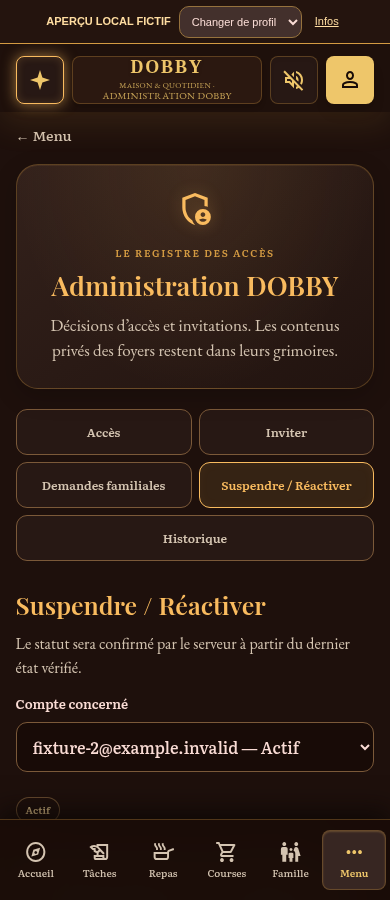 APERÇU LOCAL FICTIF
Changer de profil
Infos
DOBBY
MAISON & QUOTIDIEN ·
ADMINISTRATION DOBBY
← Menu
LE REGISTRE DES ACCÈS
Administration DOBBY
Décisions d'accès et invitations. Les contenus
privés des foyers restent dans leurs grimoires.
Accès
Inviter
Demandes familiales
Suspendre / Réactiver
Historique
Suspendre / Réactiver
Le statut sera confirmé par le serveur à partir du dernier
état vérifié.
Compte concerné
fixture-2@example.invalid — Actif
Actif
Accueil
Tâches
Repas
Courses
Famille
Menu